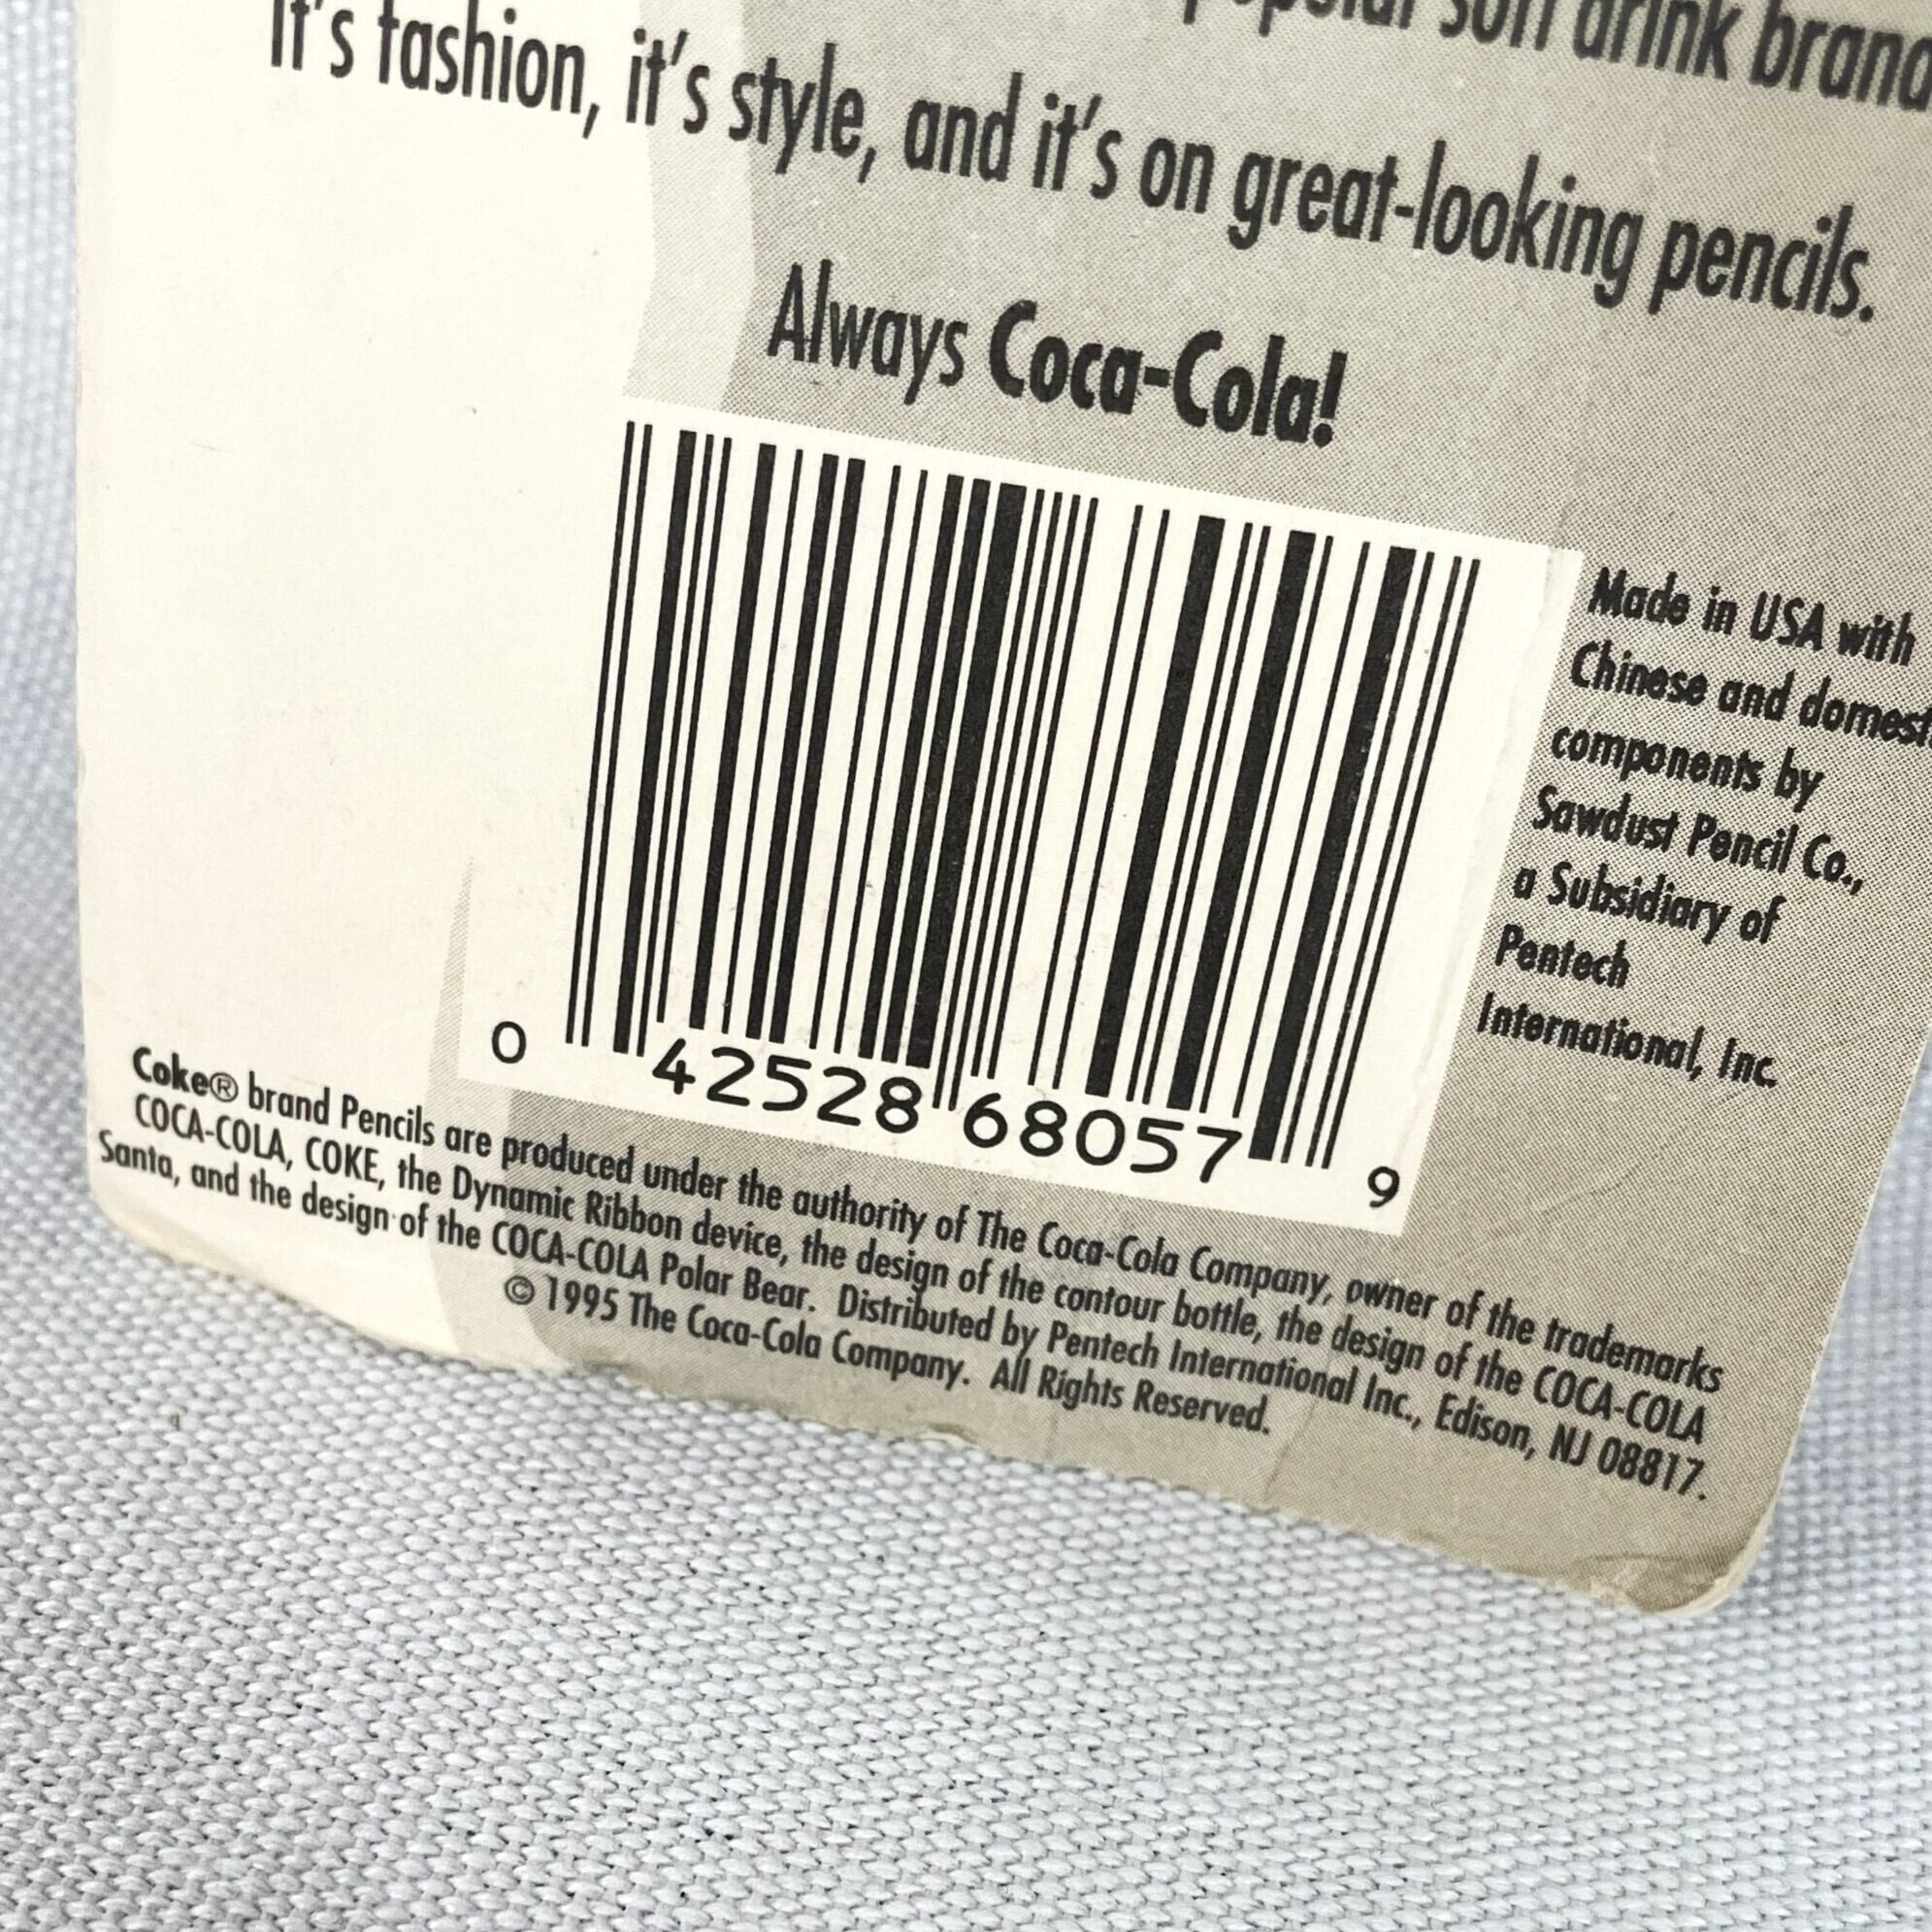 popular soft drink brand
It's fashion, it's style, and it's on great-looking pencils.
Always Coca-Cola!
Made in USA with
Chinese and
components by
Sawdust Pencil Co.,
a Subsidiary of
Pentech
International, Inc.
0 42528 68057 9
Coke® brand Pencils are produced under the authority of The Coca-Cola Company, owner of the trademarks
COCA-COLA, COKE, the Dynamic Ribbon device, the design of the contour bottle, the design of the COCA-COLA
Santa, and the design of the COCA-COLA Polar Bear. Distributed by Pentech International Inc., Edison, NJ 08817.
© 1995 The Coca-Cola Company. All Rights Reserved.